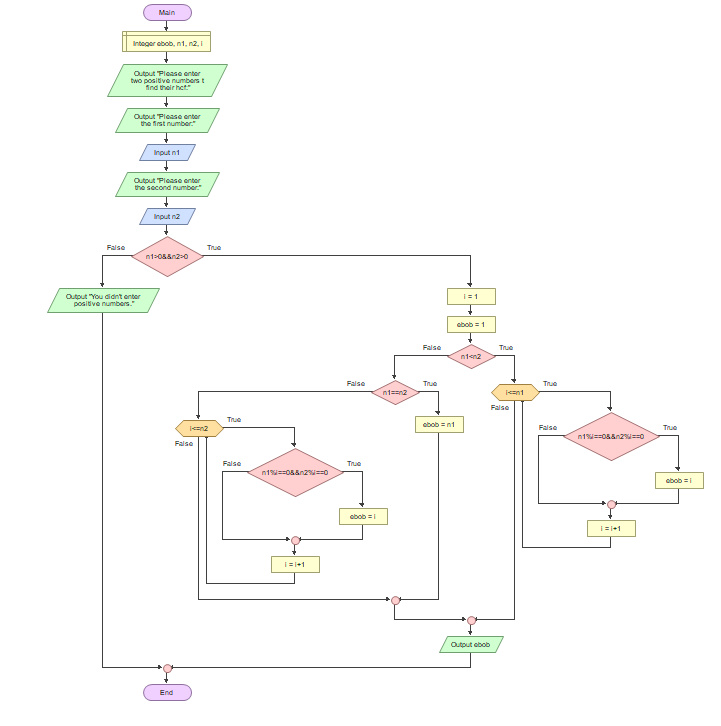 Main
Integer ebob, n1, n2, i
Output "Please enter
two positive numbers t
find their hcf."
Output "Please enter
the first number:"
Input n1
Output "Please enter
the second number:"
Input n2
False
True
n1>0&&n2>0
Output "You didn't enter
positive numbers."
i = 1
ebob = 1
False
True
n1<n2
False
True
n1==n2
i<=n1
True
False
ebob = n1
i<=n2
True
False
False
True
n1%i==0&&n2%i==0
ebob = i
i = i+1
False
True
n1%i==0&&n2%i==0
ebob = i
i = i+1
Output ebob
End